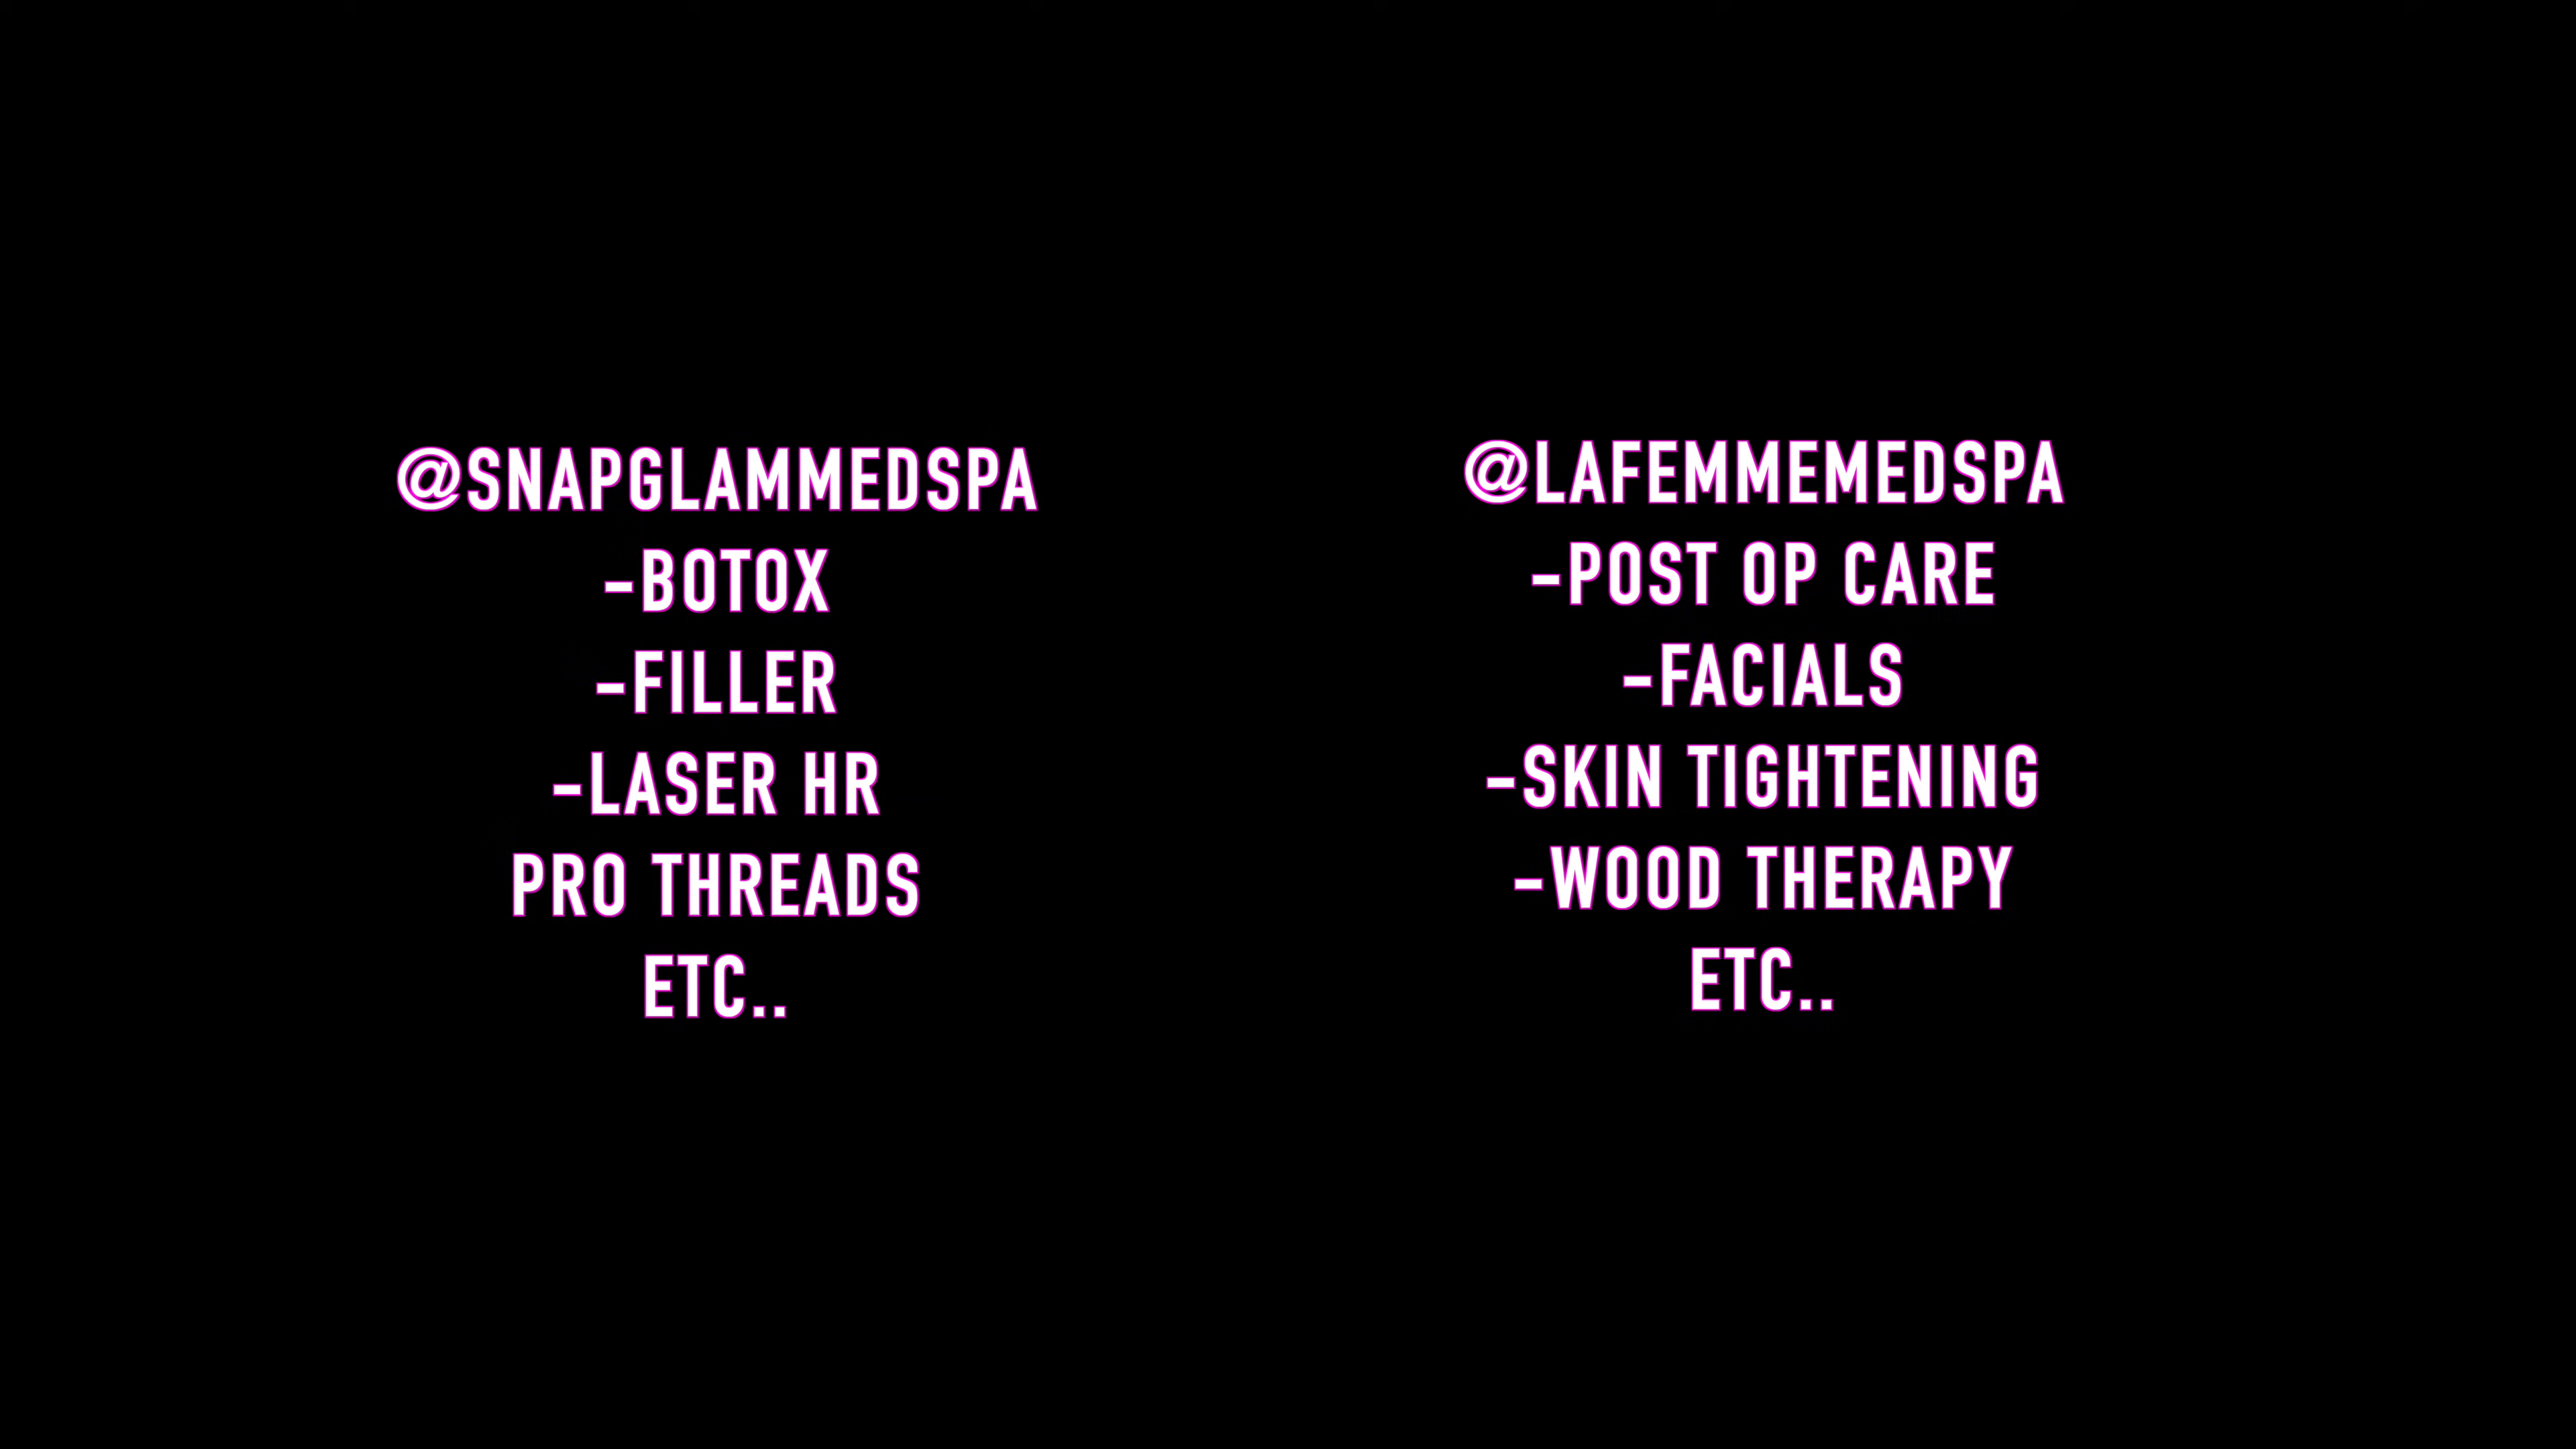 @SNAPGLAMMEDSPA
-BOTOX
-FILLER
-LASER HR
PRO THREADS
ETC..
@LAFEMMEMEDSPA
-POST OP CARE
-FACIALS
-SKIN TIGHTENING
-WOOD THERAPY
ETC..